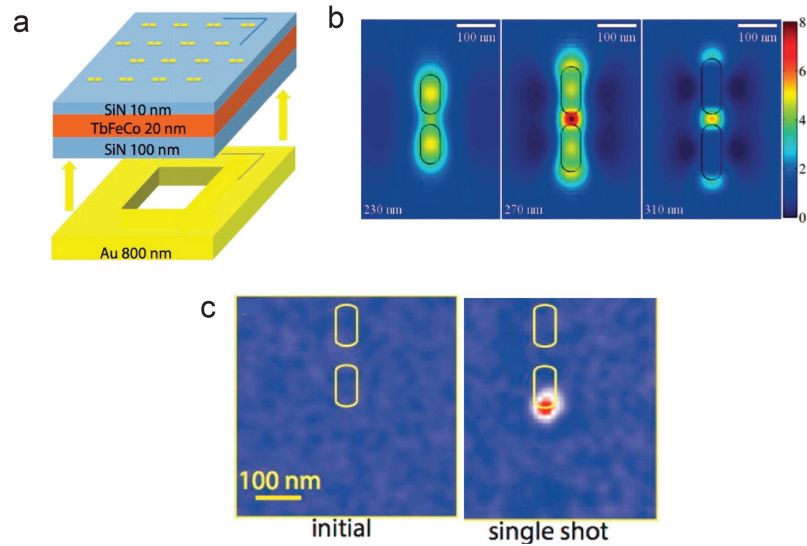 a
SiN 10 nm
TbFeCo 20 nm
SiN 100 nm
Au 800 nm
b
100 nm
100 nm
100 nm
230 nm
270 nm
310 nm
8
6
4
2
0
c
100 nm
initial
single shot